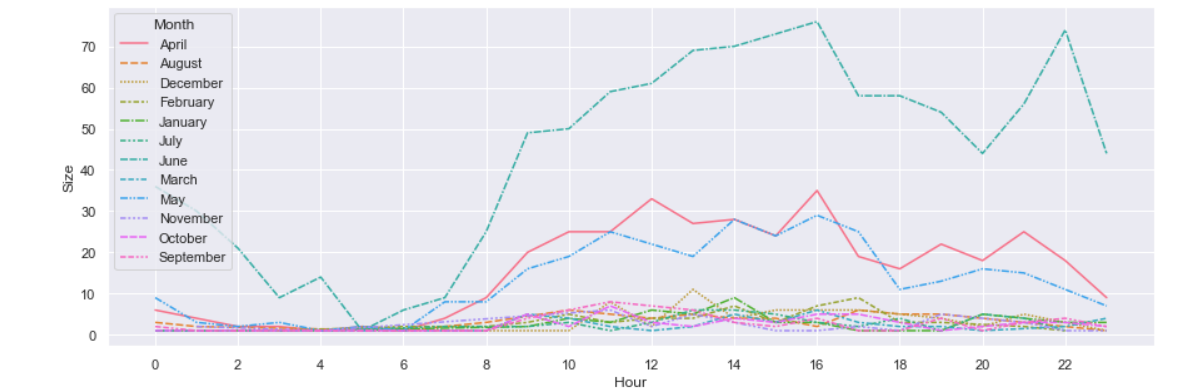 Month
April
August
December
February
January
July
June
March
May
November
October
September
70
60
50
40
30
20
10
0
Size
0 2 4 6 8 10 12 14 16 18 20 22
Hour